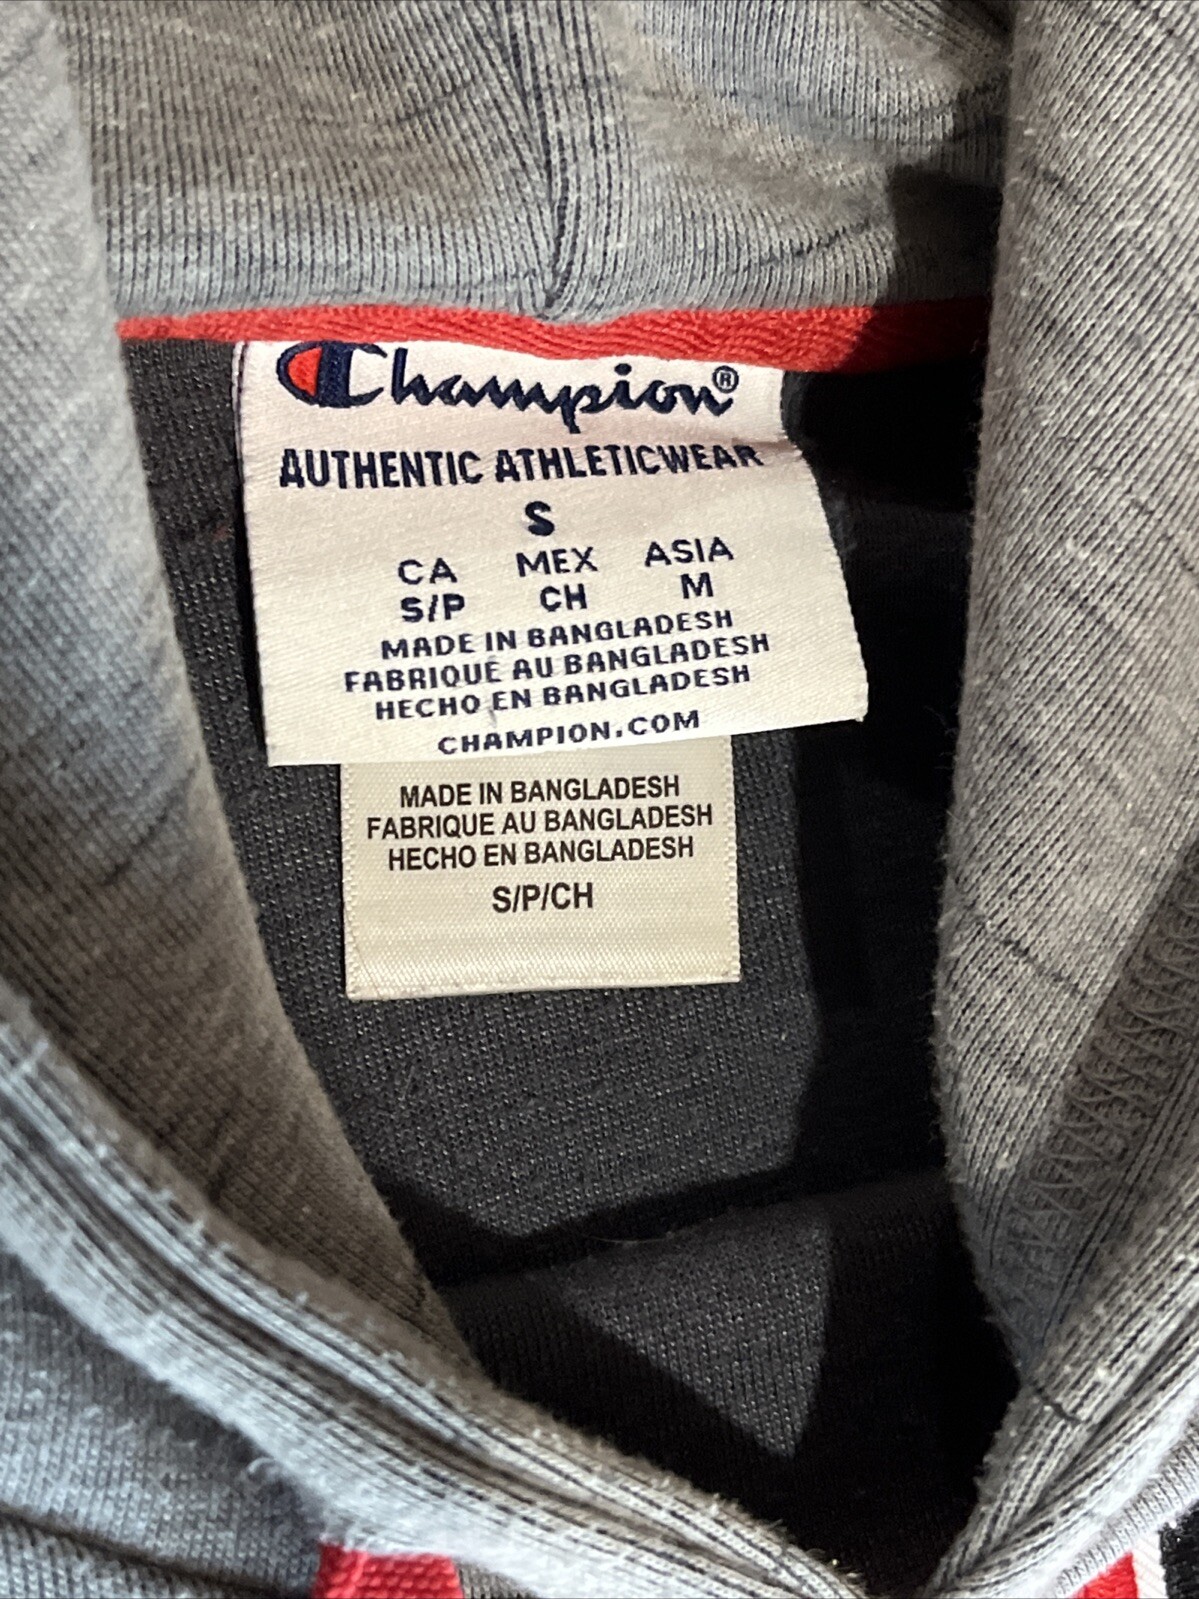 Champion®
AUTHENTIC ATHLETICWEAR
S
CA MEX ASIA
S/P CH M
MADE IN BANGLADESH
FABRIQUE AU BANGLADESH
HECHO EN BANGLADESH
CHAMPION.COM
MADE IN BANGLADESH
FABRIQUE AU BANGLADESH
HECHO EN BANGLADESH
S/P/CH